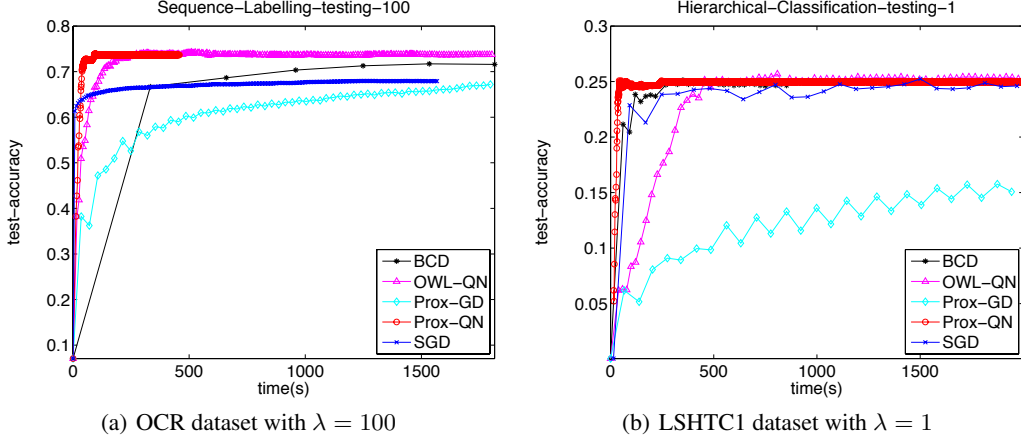 Sequence-Labelling-testing-100
test-accuracy
0.8
0.7
0.6
0.5
0.4
0.3
0.2
0.1
0 500 1000 1500
time(s)
BCD
OWL-QN
Prox-GD
Prox-QN
SGD
(a) OCR dataset with λ = 100
Hierarchical-Classification-testing-1
test-accuracy
0.3
0.25
0.2
0.15
0.1
0.05
0 500 1000 1500
time(s)
BCD
OWL-QN
Prox-GD
Prox-QN
SGD
(b) LSHTC1 dataset with λ = 1